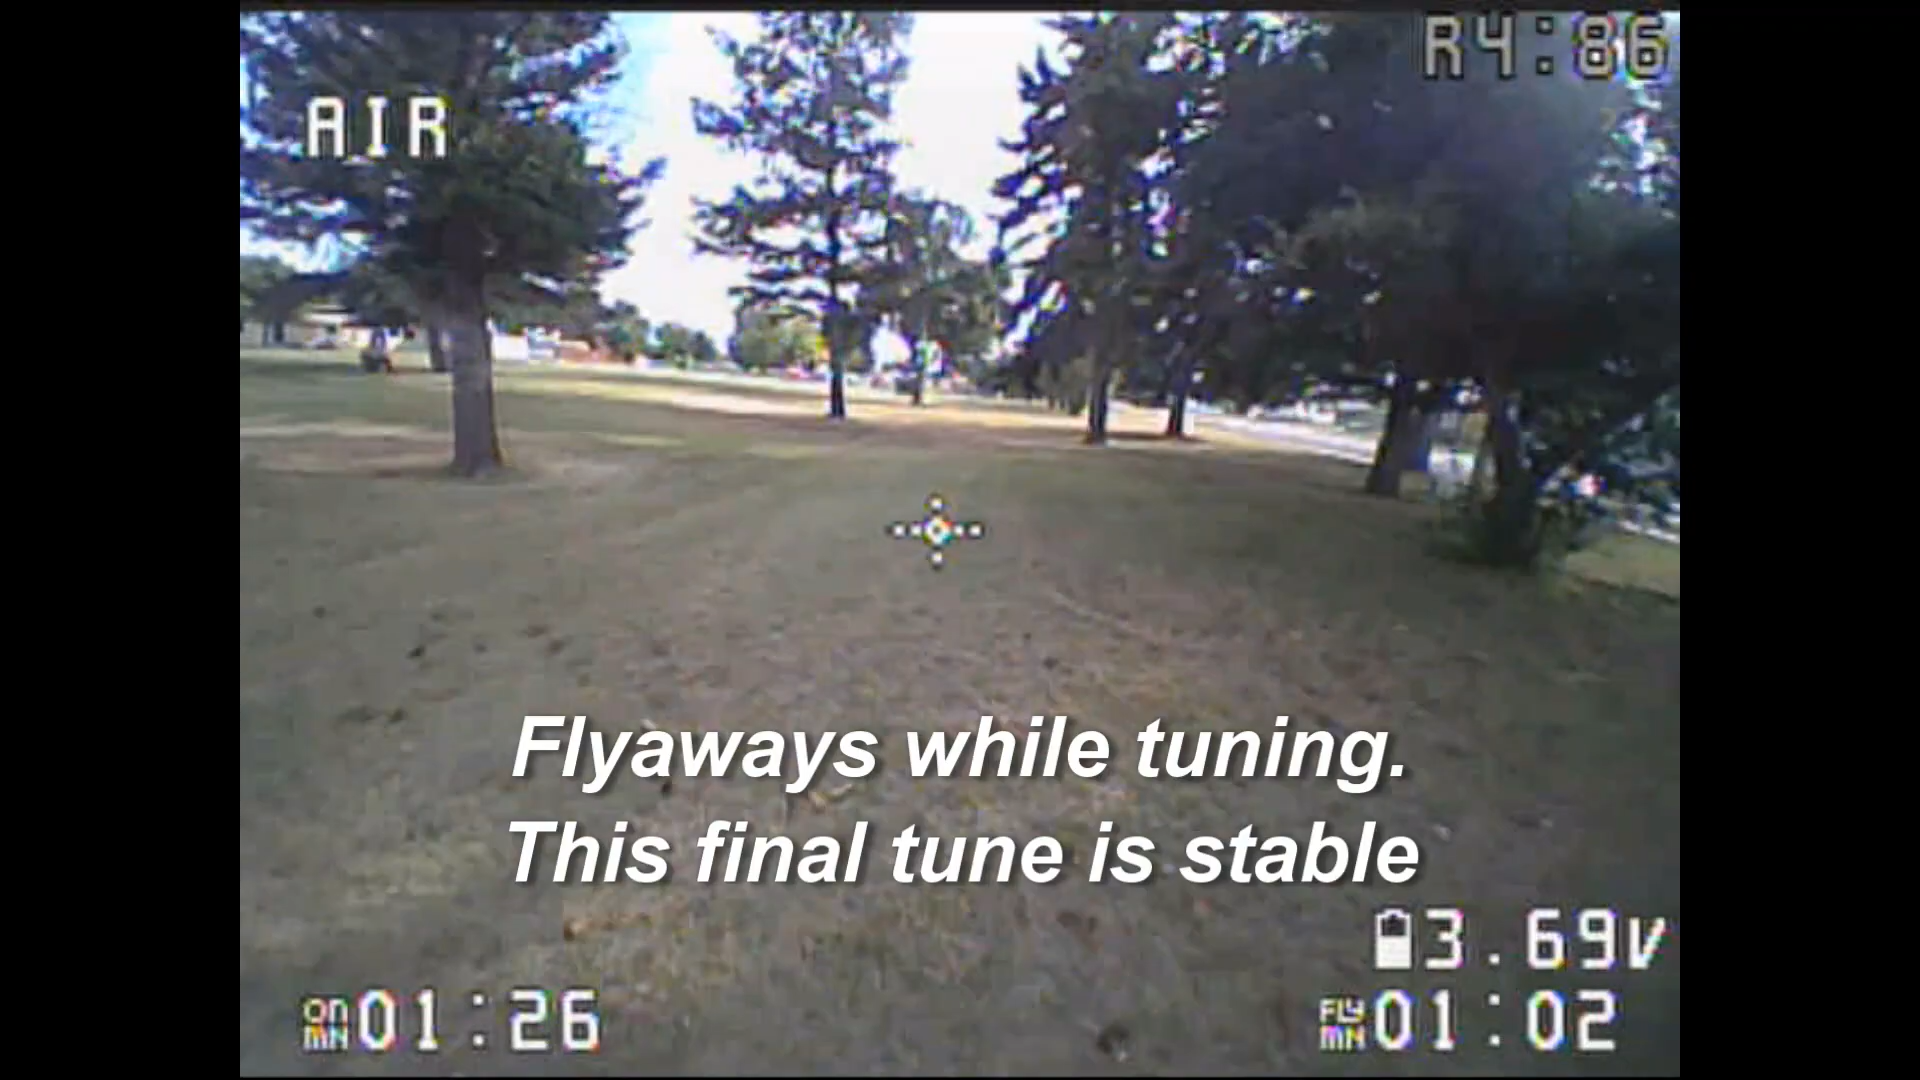 R4:86
AIR
Flyaways while tuning.
This final tune is stable
3.69V
ON MN 01:26
FLY MN 01:02